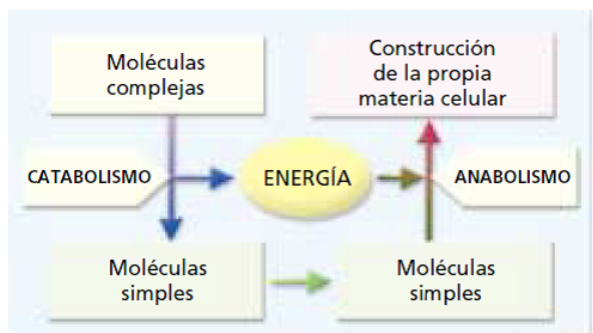 Moléculas
complejas
Construcción
de la propia
materia celular
CATABOLISMO
ENERGÍA
ANABOLISMO
Moléculas
simples
Moléculas
simples